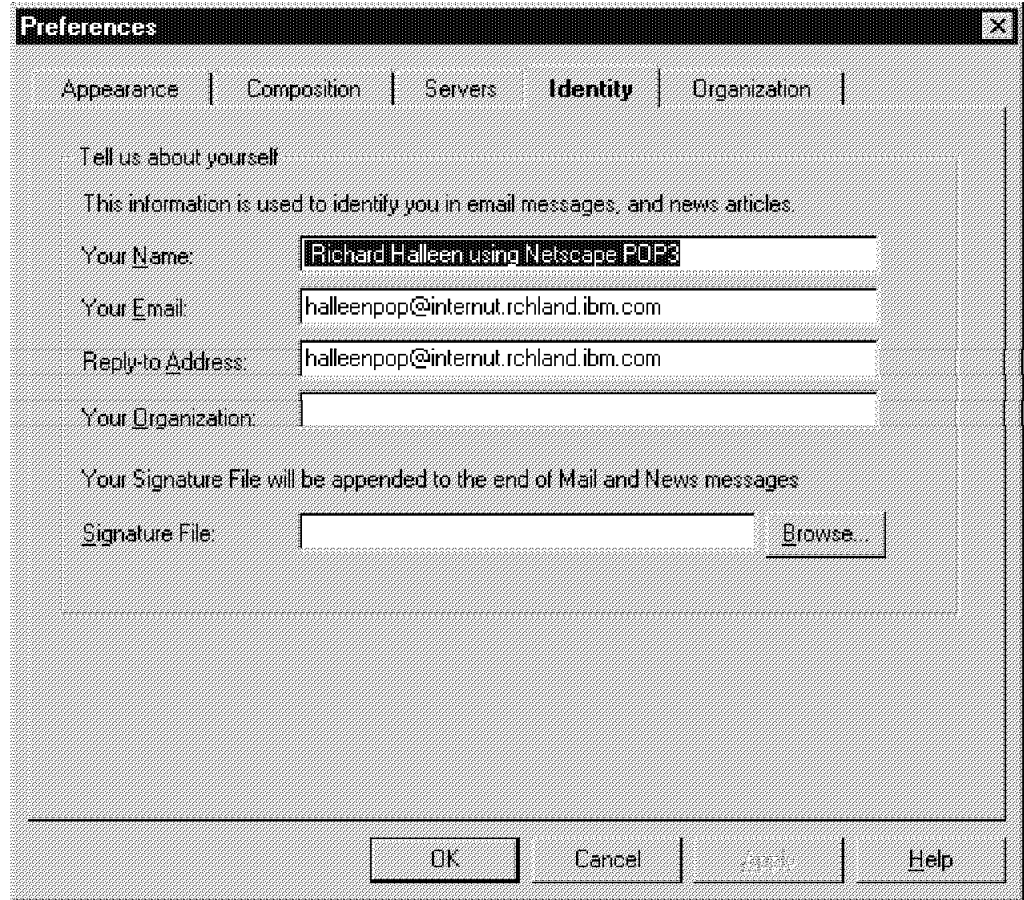 Preferences
Appearance Composition Servers Identity Organization
Tell us about yourself
This information is used to identify you in email messages, and news articles.
Your Name: Richard Halleen using Netscape POP3
Your Email: halleenpop@internut.rchland.ibm.com
Reply-to Address: halleenpop@internut.rchland.ibm.com
Your Organization:
Your Signature File will be appended to the end of Mail and News messages
Signature File: Browse...
OK Cancel Apply Help